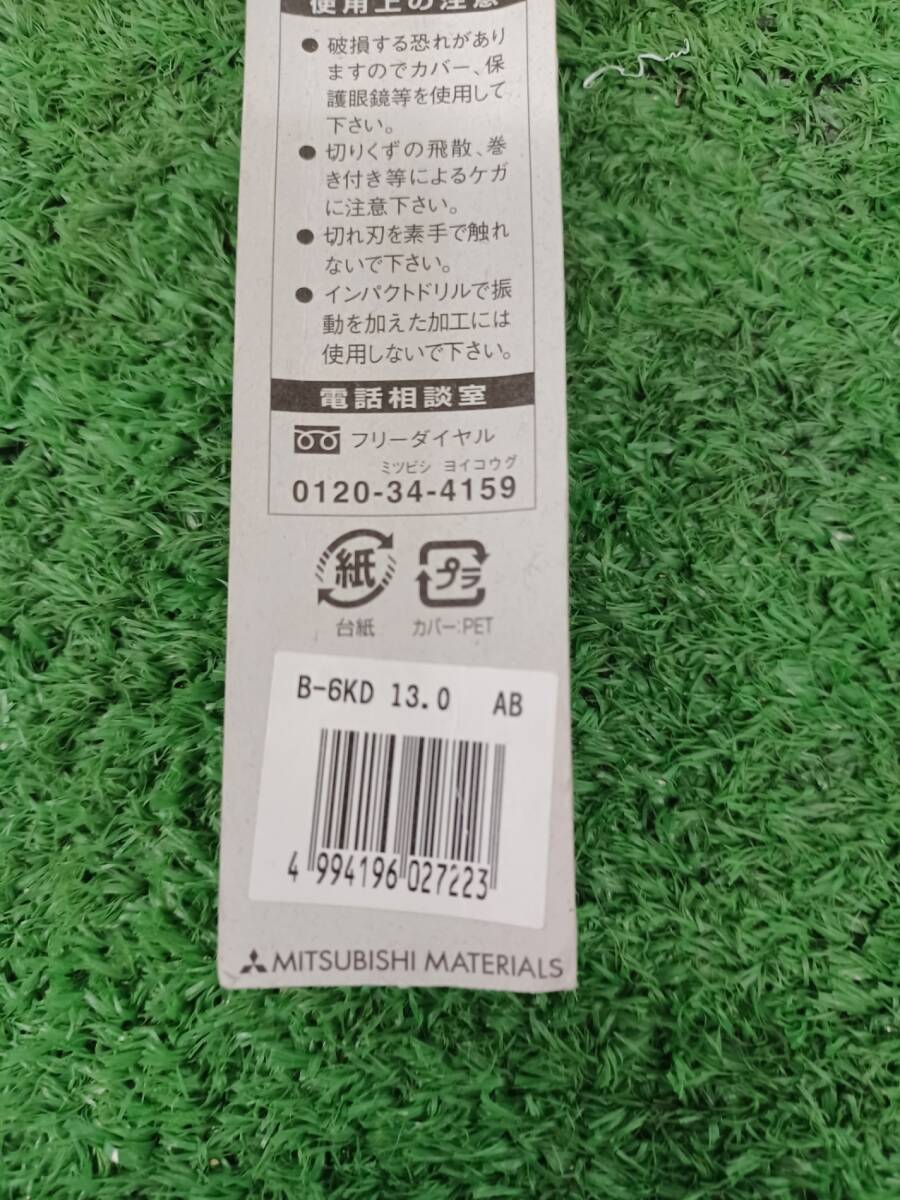 使用上の注意
● 破損する恐れがあり
ますのでカバー、保
護眼鏡等を使用して
下さい。
● 切りくずの飛散、巻
き付き等によるケガ
に注意下さい。
● 切れ刃を素手で触れ
ないで下さい。
● インパクトドリルで振
動を加えた加工には
使用しないで下さい。
電話相談室
フリーダイヤル
ミツビシ ヨイコウグ
0120-34-4159
紙 プラ
台紙 カバー:PET
B-6KD 13.0 AB
4 994196 027223
MITSUBISHI MATERIALS